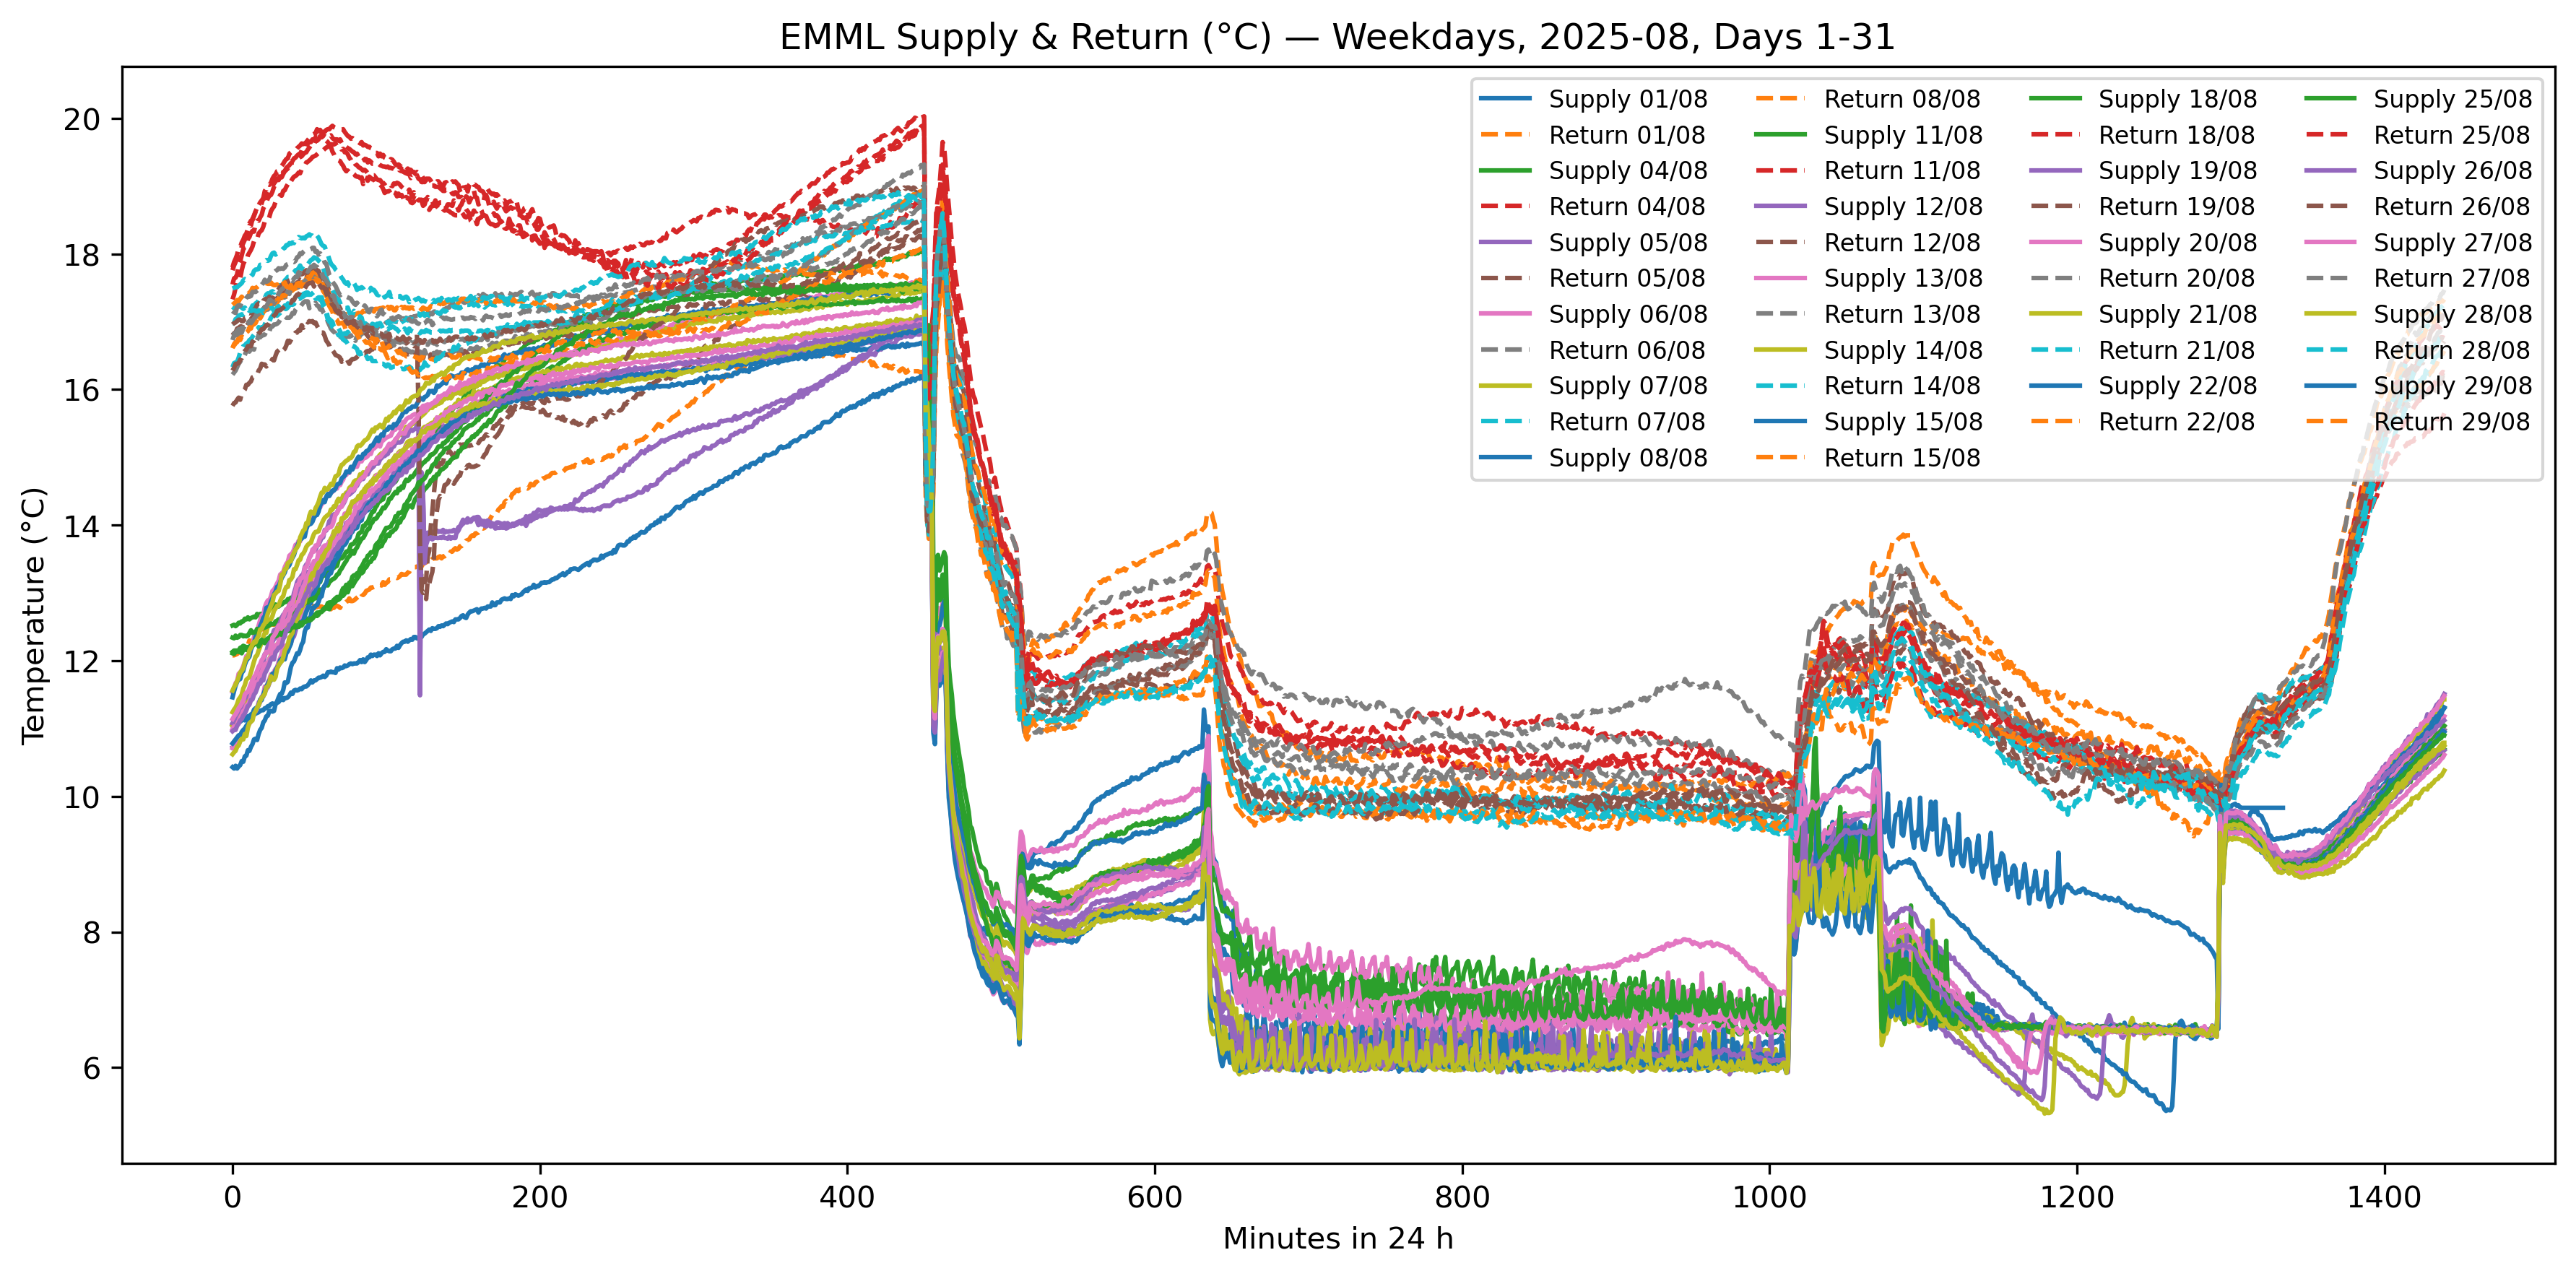 EMML Supply & Return (°C) — Weekdays, 2025-08, Days 1-31
Temperature (°C)
20
18
16
14
12
10
8
6
0
200
400
600
800
1000
1200
1400
Minutes in 24 h
Supply 01/08
Return 01/08
Supply 04/08
Return 04/08
Supply 05/08
Return 05/08
Supply 06/08
Return 06/08
Supply 07/08
Return 07/08
Supply 08/08
Return 08/08
Supply 11/08
Return 11/08
Supply 12/08
Return 12/08
Supply 13/08
Return 13/08
Supply 14/08
Return 14/08
Supply 15/08
Return 15/08
Supply 18/08
Return 18/08
Supply 19/08
Return 19/08
Supply 20/08
Return 20/08
Supply 21/08
Return 21/08
Supply 22/08
Return 22/08
Supply 25/08
Return 25/08
Supply 26/08
Return 26/08
Supply 27/08
Return 27/08
Supply 28/08
Return 28/08
Supply 29/08
Return 29/08